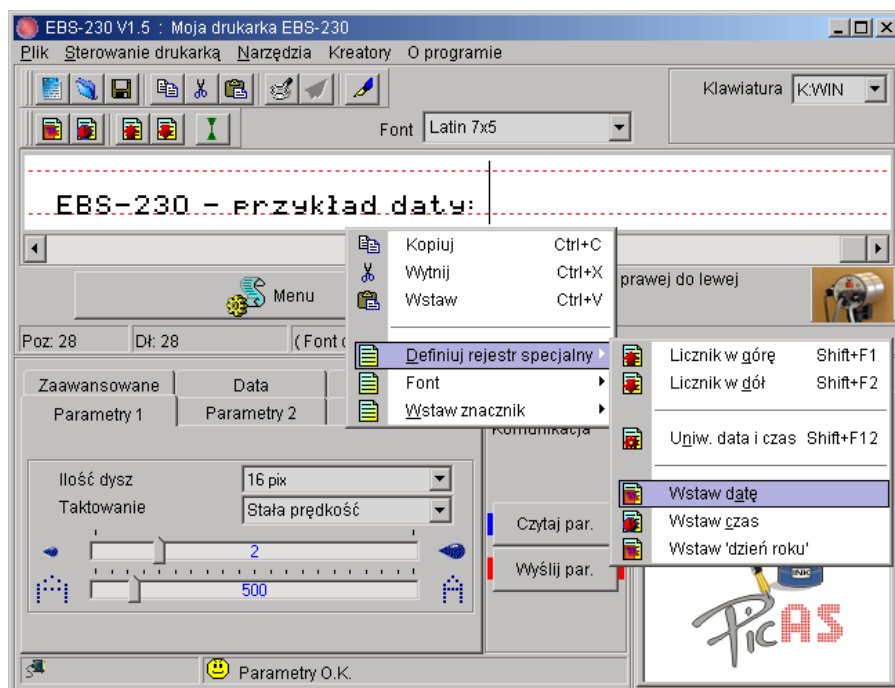 EBS-230 V1.5 : Moja drukarka EBS-230
Plik Sterowanie drukarką Narzędzia Kreatory O programie
Klawiatura K:WIN
Font Latin 7x5
EBS-230 - przykład daty:
Kopiuj Ctrl+C
Wytnij Ctrl+X
Wstaw Ctrl+V
Definiuj rejestr specjalny
Font
Wstaw znacznik
Menu
prawej do lewej
Poz: 28 Dł: 28 (Font
Licznik w górę Shift+F1
Licznik w dół Shift+F2
Uniw. data i czas Shift+F12
Wstaw datę
Wstaw czas
Wstaw 'dzień roku'
Zaawansowane Data
Parametry 1 Parametry 2
Komunikacja
Ilość dysz 16 pix
Taktowanie Stała prędkość
2
500
Czytaj par.
Wyślij par.
INK
PicAS
Parametry O.K.